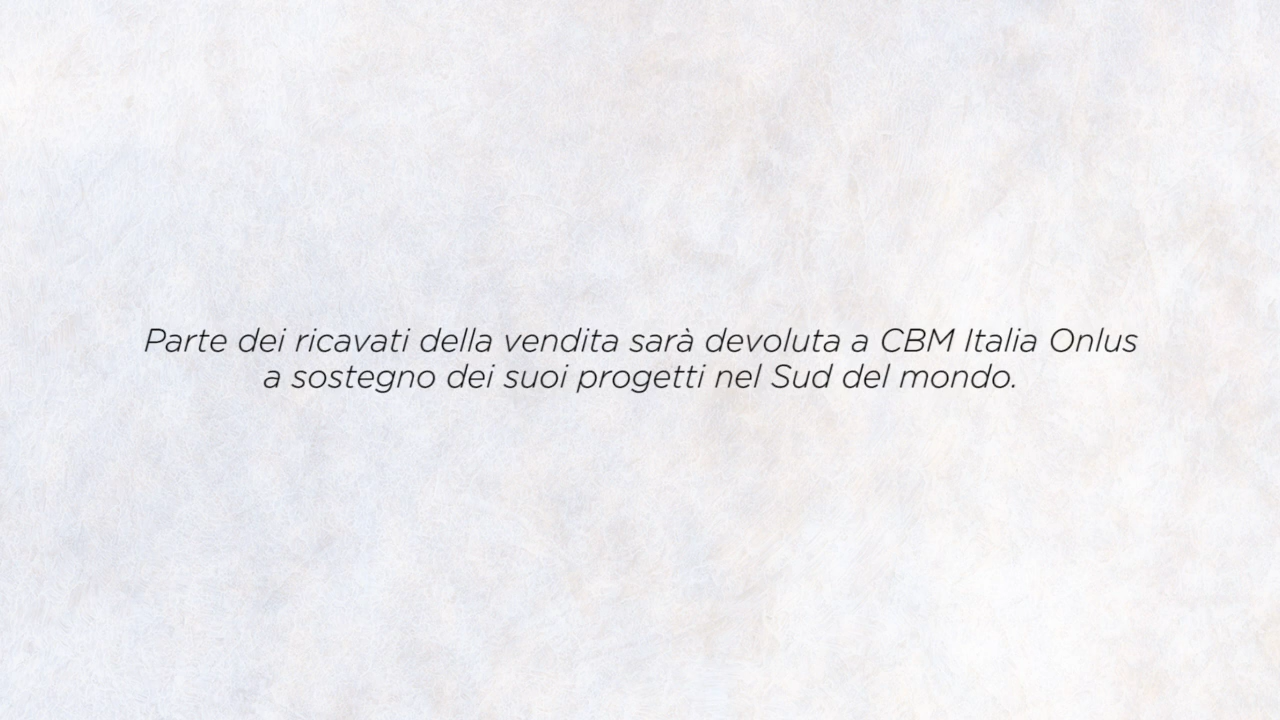 Parte dei ricavati della vendita sarà devoluta a CBM Italia Onlus
a sostegno dei suoi progetti nel Sud del mondo.